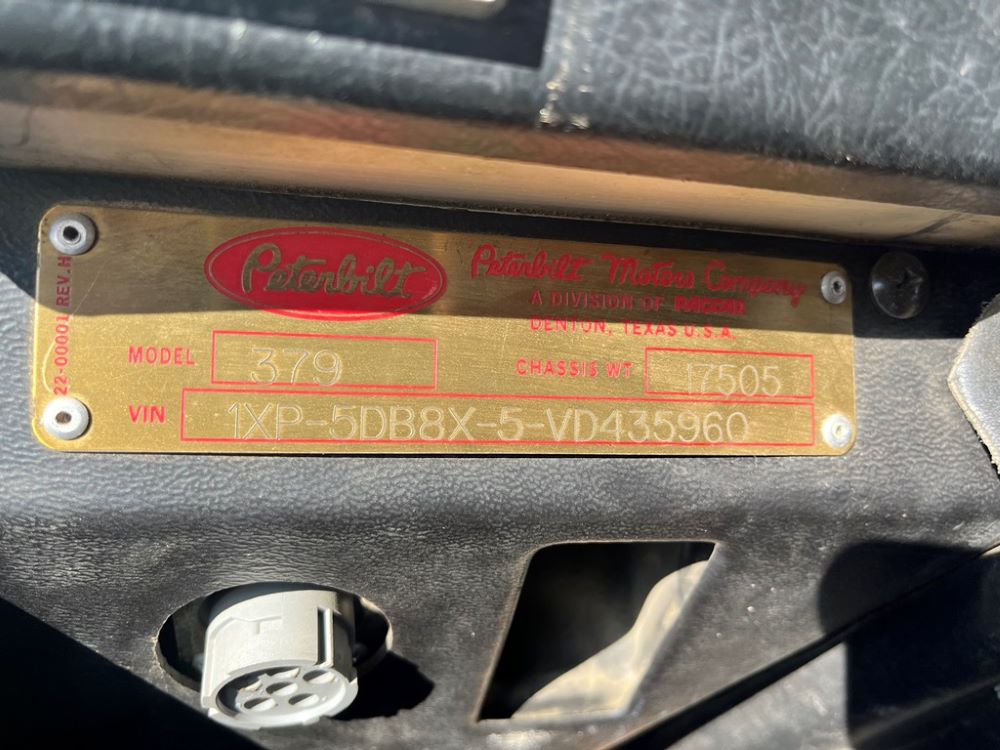 Peterbilt
Peterbilt Motors Company
A DIVISION OF PACCAR
DENTON, TEXAS U.S.A.
MODEL 379
CHASSIS WT 17505
VIN 1XP-5DB8X-5-VD435960
22-00001 REV.H